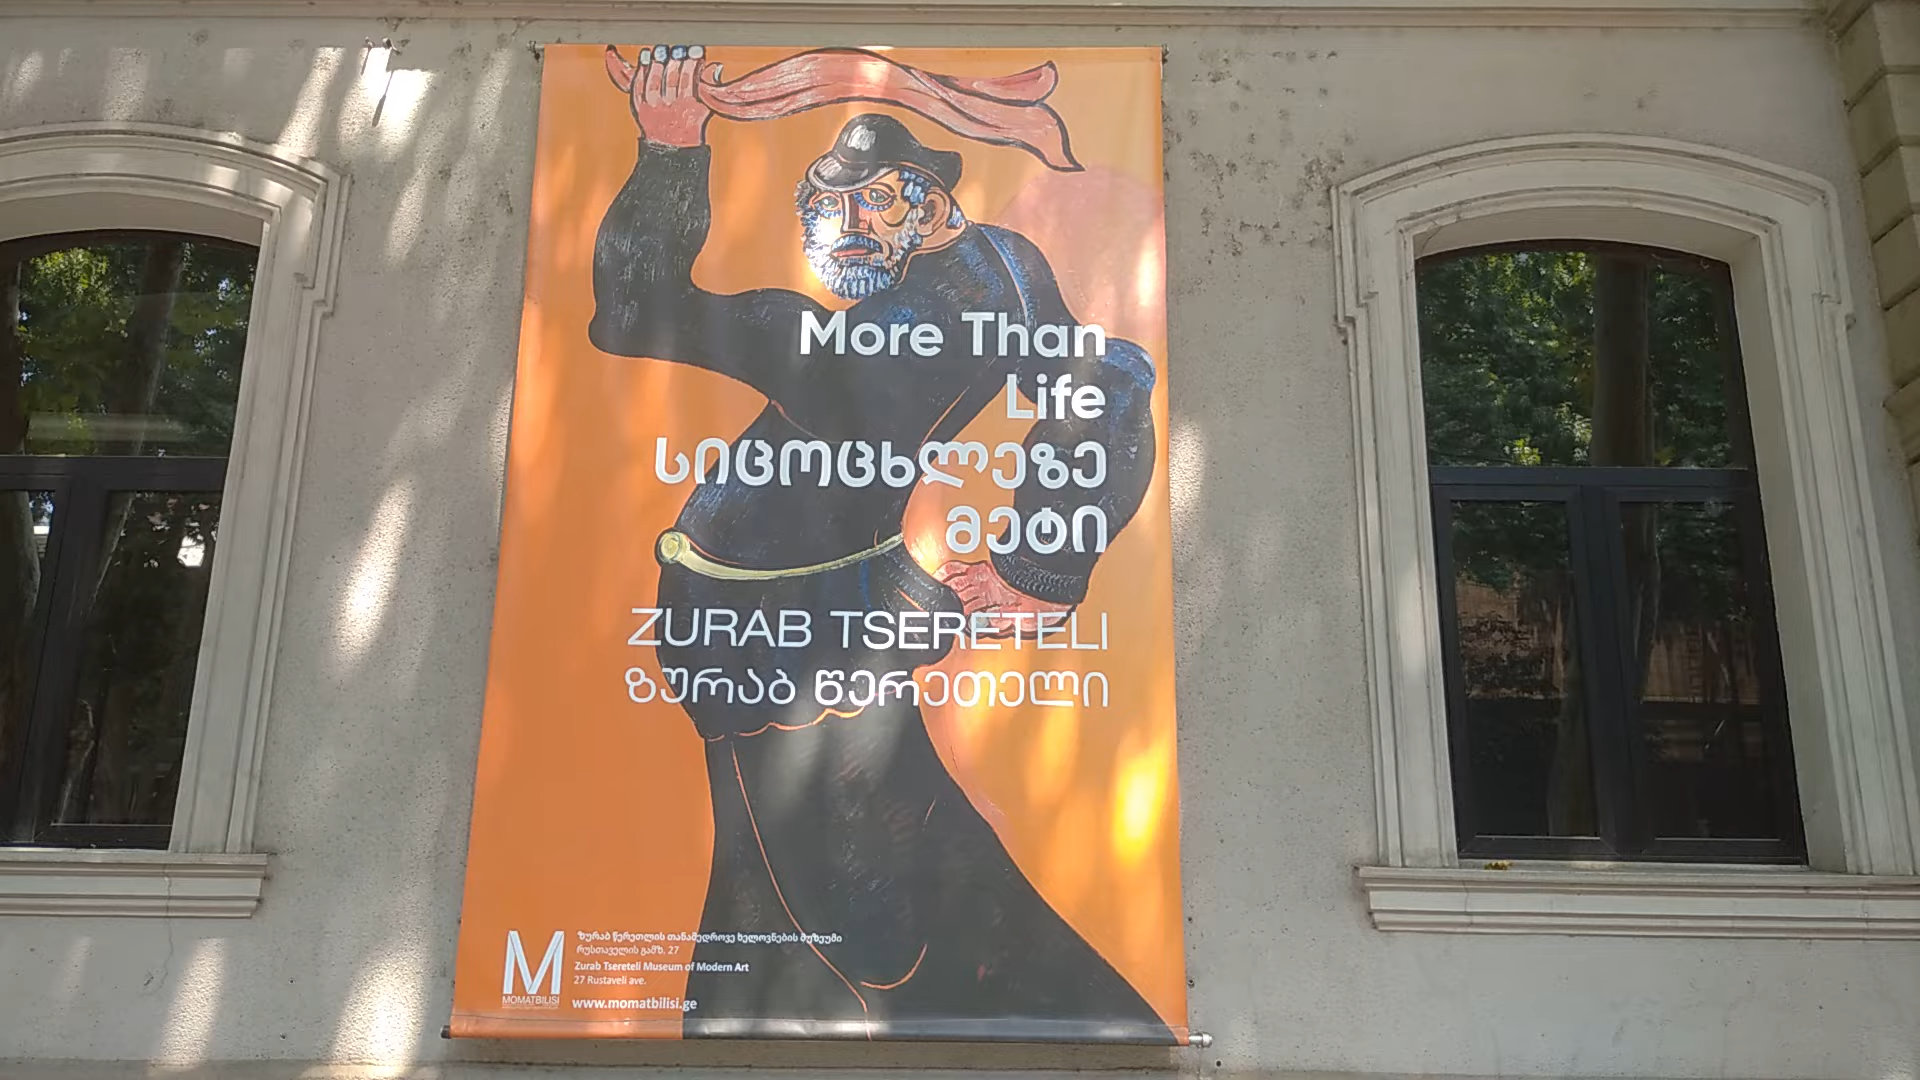 More Than
Life
სიცოცხლეზე
მეტი
ZURAB TSERETELI
ზურაბ წერეთელი
M
MOMATBILISI
ზურაბ წერეთლის თანამედროვე ხელოვნების მუზეუმი
რუსთაველის გამზ. 27
Zurab Tsereteli Museum of Modern Art
27 Rustaveli ave.
www.momatbilisi.ge